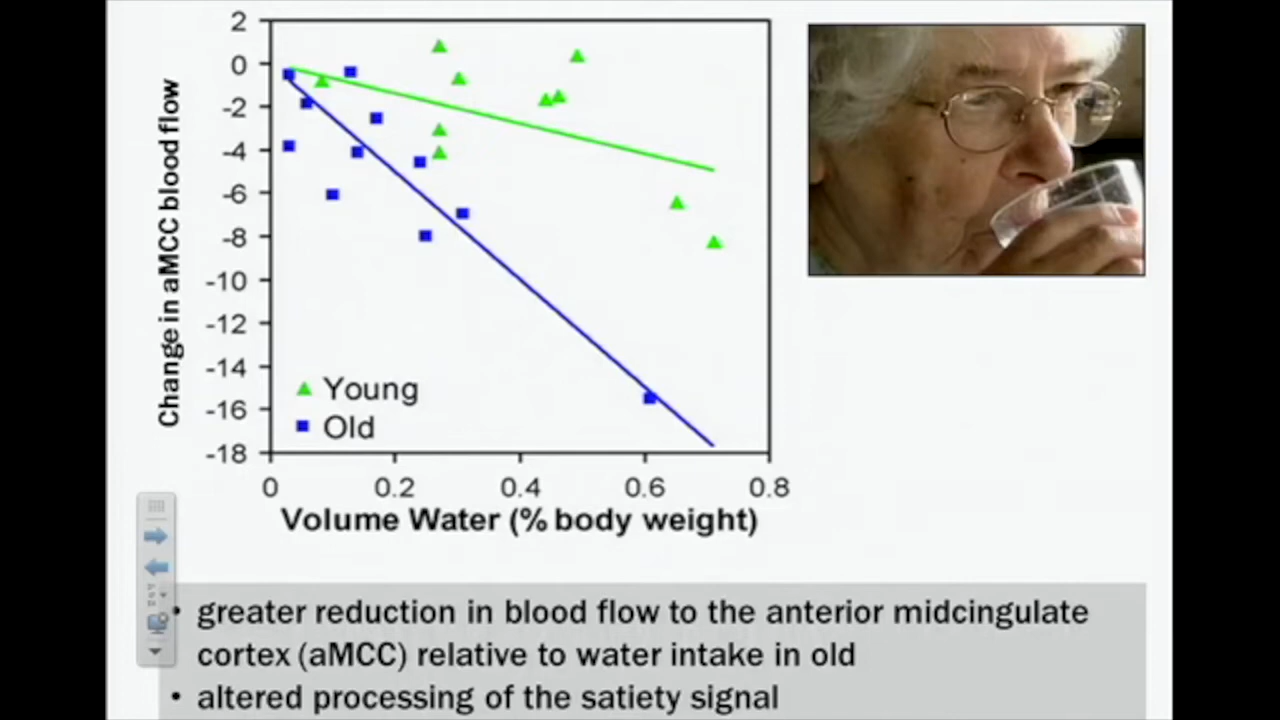 2
0
-2
-4
-6
-8
-10
-12
-14
-16
-18
Change in aMCC blood flow
Young
Old
0 0.2 0.4 0.6 0.8
Volume Water (% body weight)
• greater reduction in blood flow to the anterior midcingulate
cortex (aMCC) relative to water intake in old
• altered processing of the satiety signal